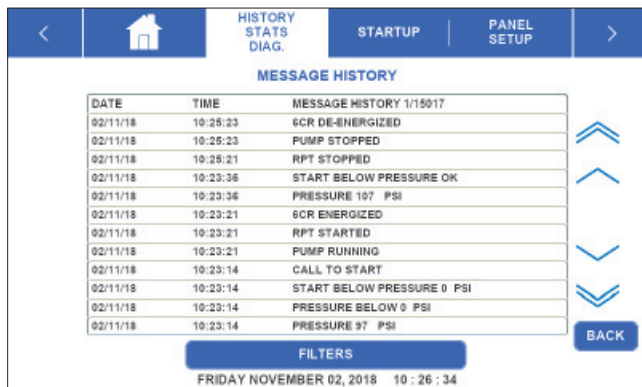 HISTORY
STATS
DIAG.
STARTUP
PANEL
SETUP
MESSAGE HISTORY
DATE TIME MESSAGE HISTORY 1/15017
02/11/18 10:25:23 6CR DE-ENERGIZED
02/11/18 10:25:23 PUMP STOPPED
02/11/18 10:25:21 RPT STOPPED
02/11/18 10:23:36 START BELOW PRESSURE OK
02/11/18 10:23:36 PRESSURE 107 PSI
02/11/18 10:23:21 6CR ENERGIZED
02/11/18 10:23:21 RPT STARTED
02/11/18 10:23:21 PUMP RUNNING
02/11/18 10:23:14 CALL TO START
02/11/18 10:23:14 START BELOW PRESSURE 0 PSI
02/11/18 10:23:14 PRESSURE BELOW 0 PSI
02/11/18 10:23:14 PRESSURE 97 PSI
BACK
FILTERS
FRIDAY NOVEMBER 02, 2018 10 : 26 : 34